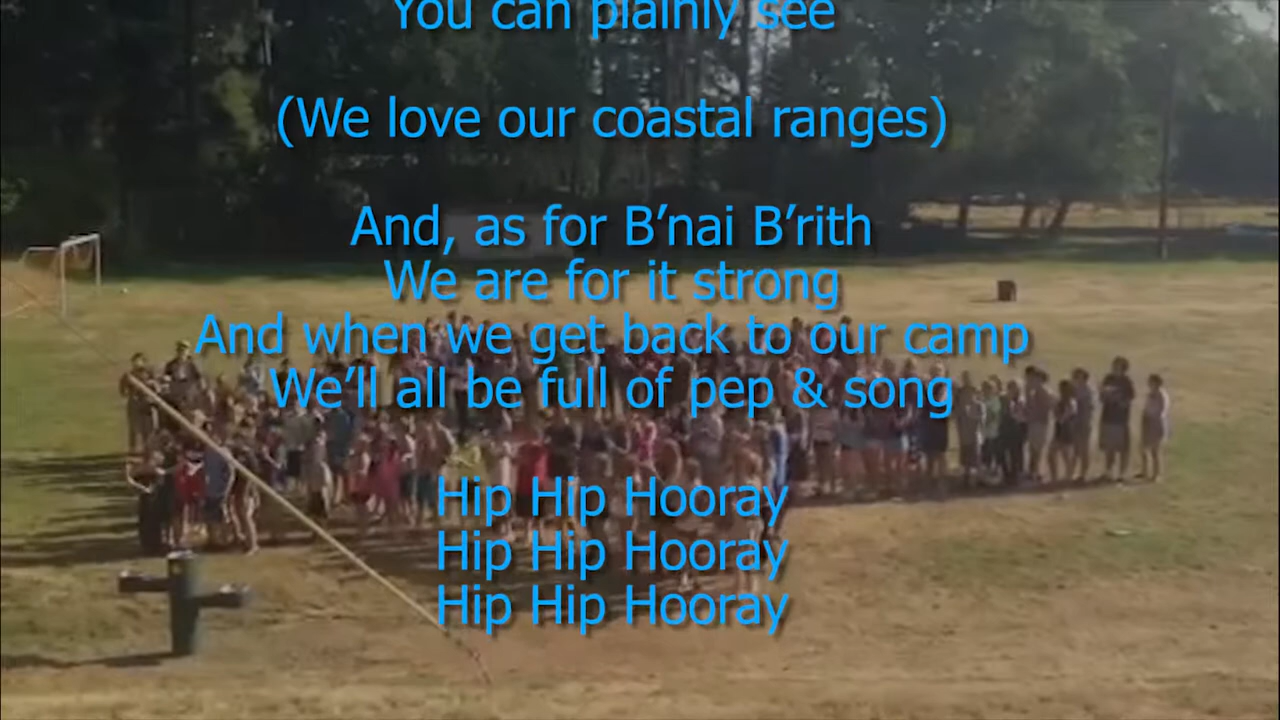 You can plainly see
(We love our coastal ranges)
And, as for B’nai B’rith
We are for it strong
And when we get back to our camp
We’ll all be full of pep & song
Hip Hip Hooray
Hip Hip Hooray
Hip Hip Hooray